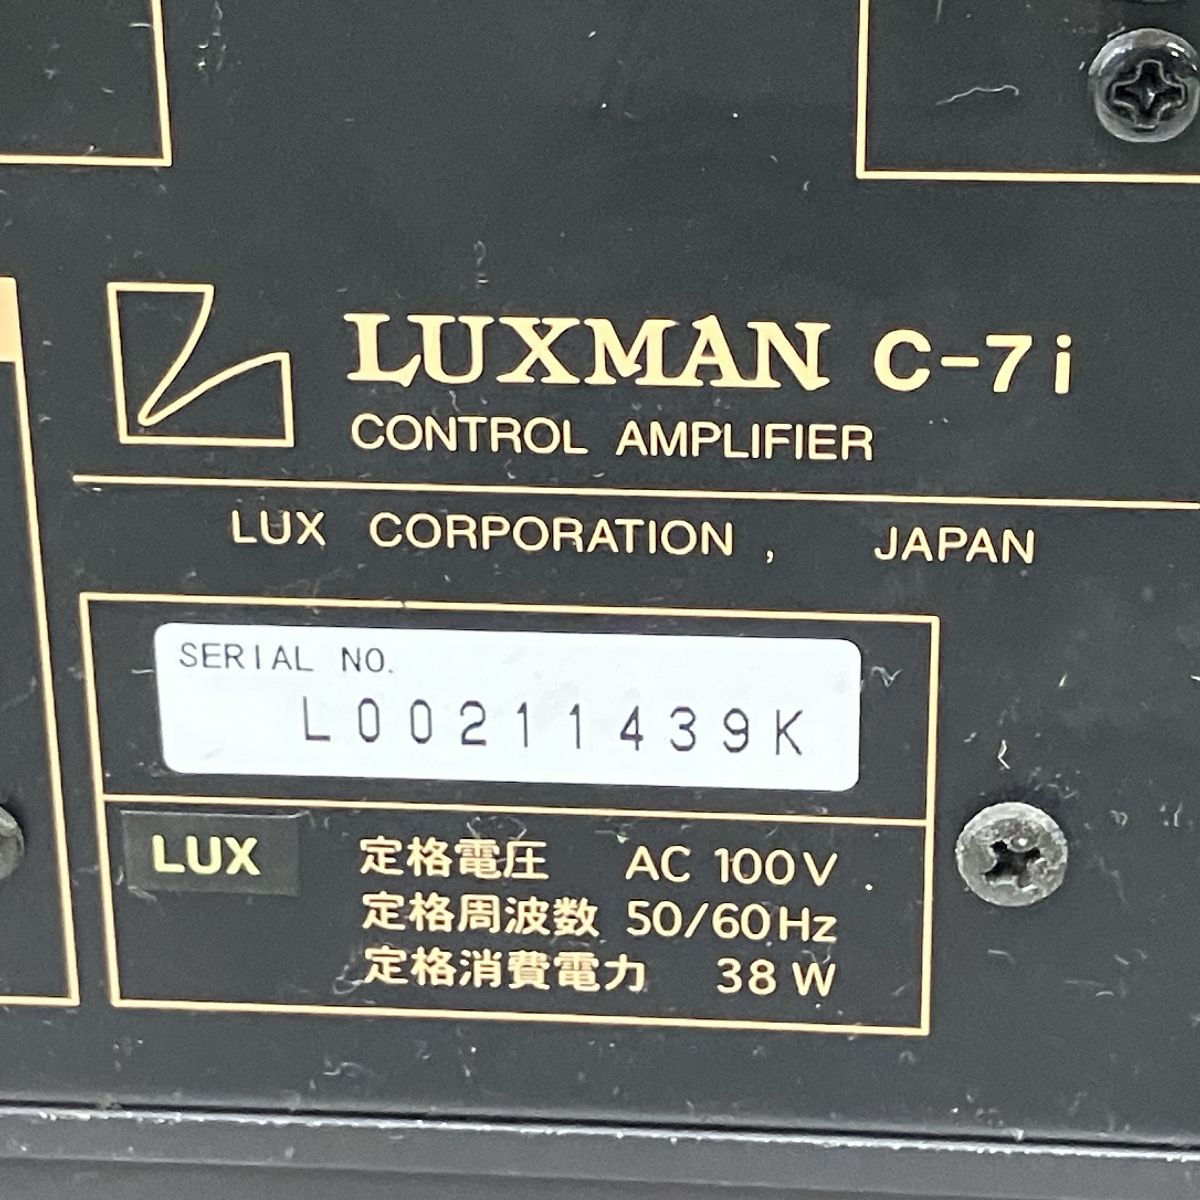 LUXMAN C-7i
CONTROL AMPLIFIER
LUX CORPORATION, JAPAN
SERIAL NO.
L00211439K
LUX 定格電圧 AC 100V
定格周波数 50/60Hz
定格消費電力 38W